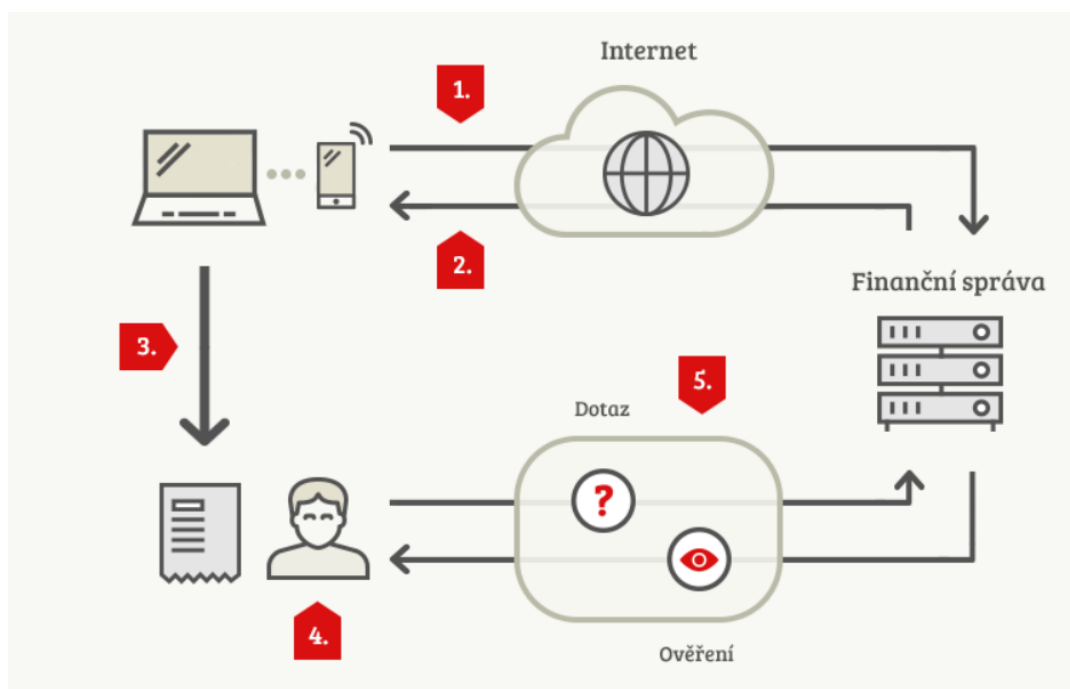 Internet
1.
2.
Finanční správa
3.
5.
Dotaz
?
4.
Ověření